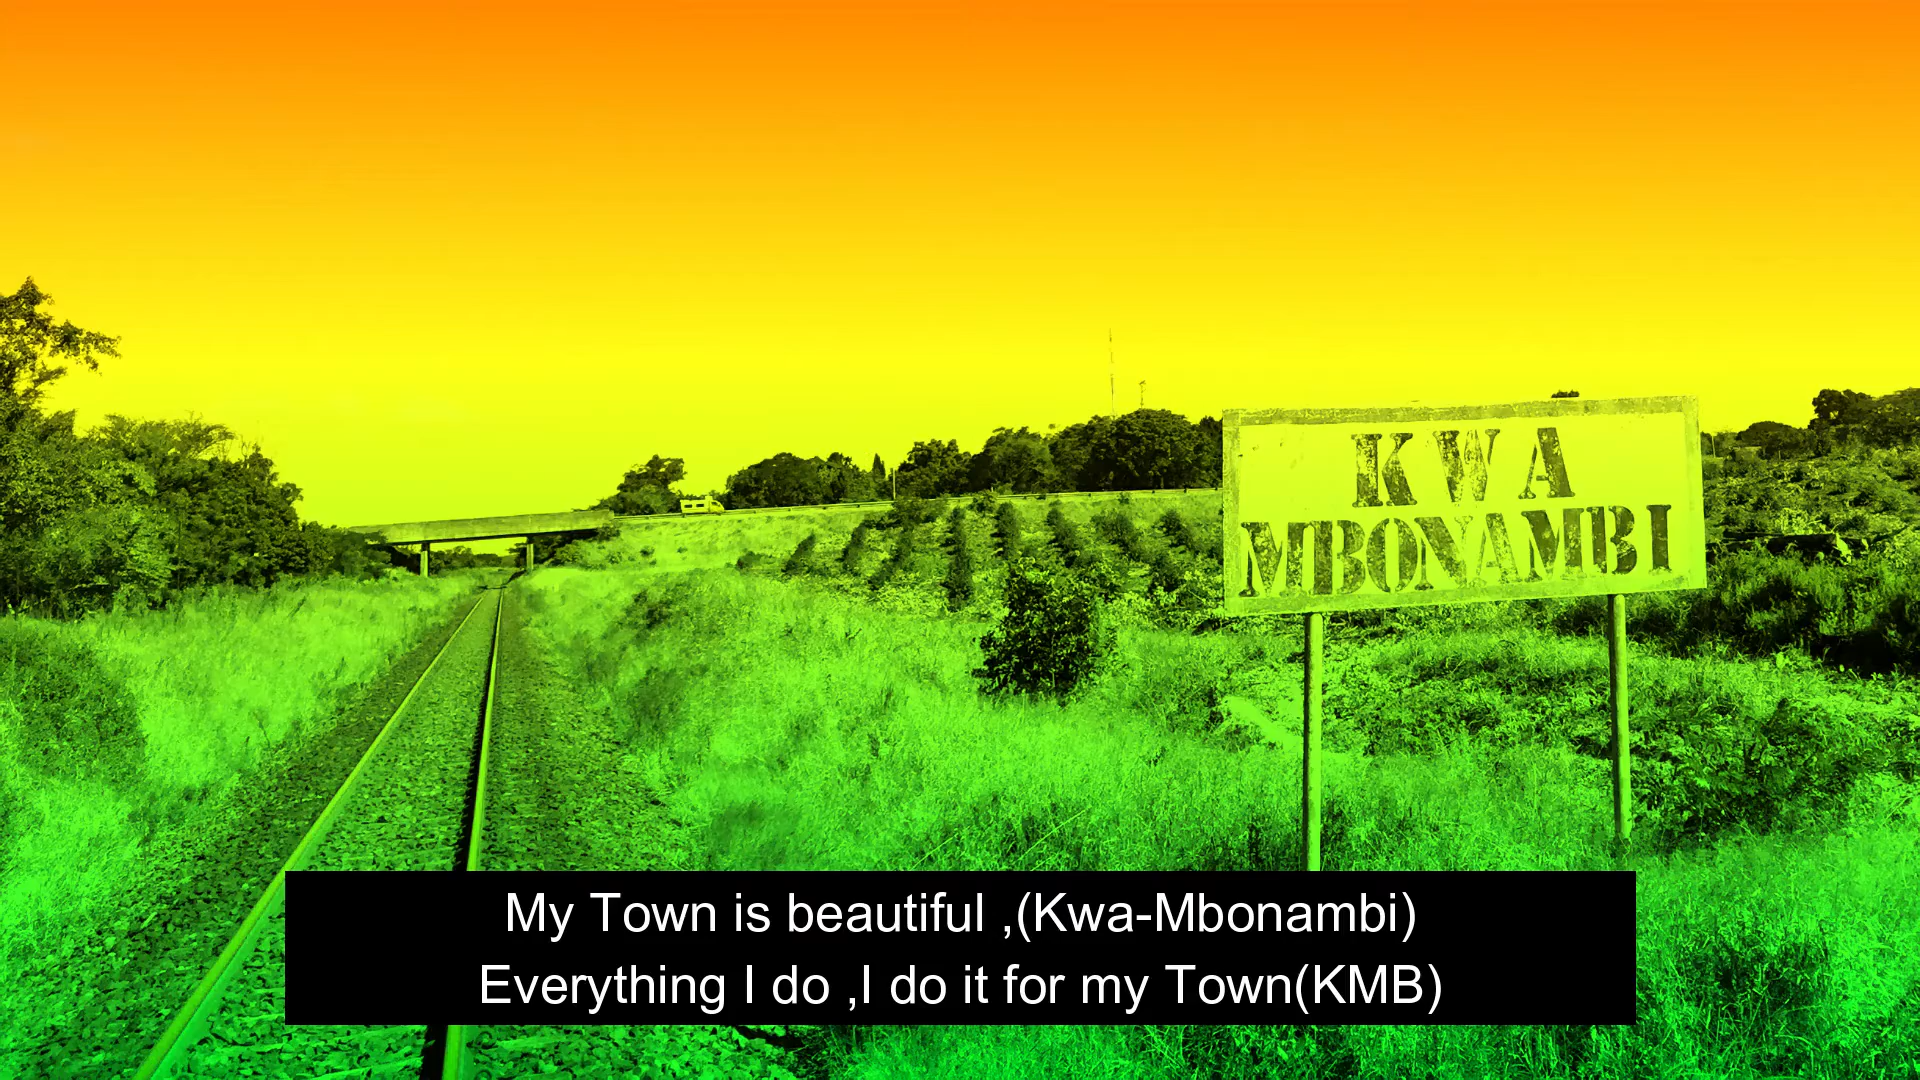 KWA
MBONAMBI
My Town is beautiful ,(Kwa-Mbonambi)
Everything I do ,I do it for my Town(KMB)